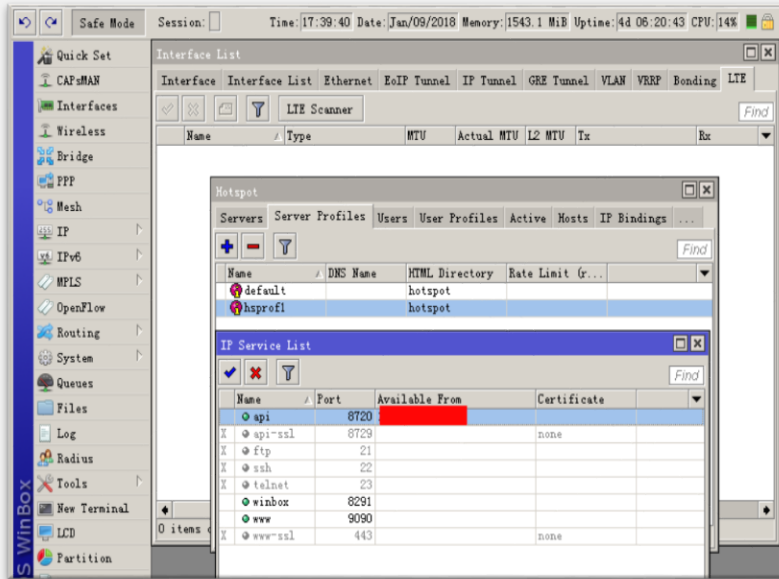 Safe Mode Session: Time: 17:39:40 Date: Jan/09/2018 Memory: 1543.1 MiB Uptime: 4d 06:20:43 CPU: 14%
Quick Set
CAPsMAN
Interfaces
Wireless
Bridge
PPP
Mesh
IP
IPv6
MPLS
OpenFlow
Routing
System
Queues
Files
Log
Radius
Tools
New Terminal
LCD
Partition
S WinBox
Interface List
Interface Interface List Ethernet EoIP Tunnel IP Tunnel GRE Tunnel VLAN VRRP Bonding LTE
LTE Scanner Find
Name Type MTU Actual MTU L2 MTU Tx Rx
0 items
Hotspot
Servers Server Profiles Users User Profiles Active Hosts IP Bindings ...
Find
Name DNS Name HTML Directory Rate Limit (r...
default hotspot
hsprof1 hotspot
IP Service List
Find
Name Port Available From Certificate
api 8720
X api-ssl 8729 none
X ftp 21
X ssh 22
X telnet 23
winbox 8291
www 9090
X www-ssl 443 none